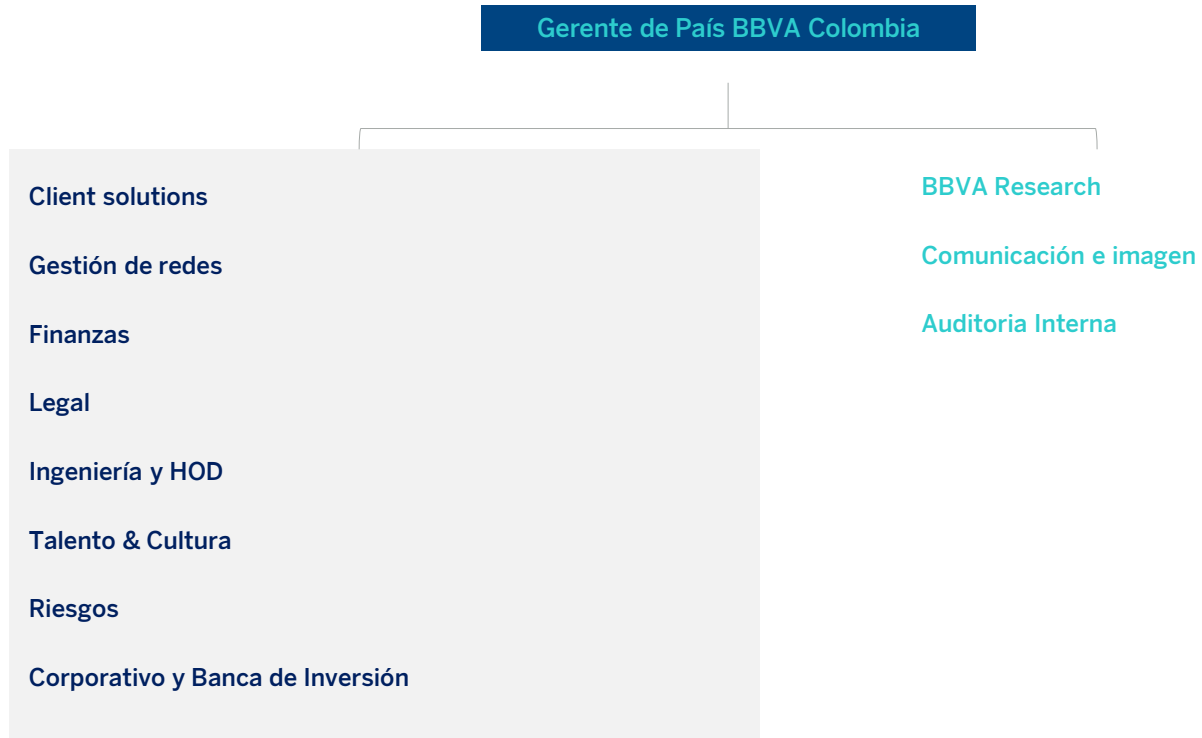 Gerente de País BBVA Colombia
Client solutions
Gestión de redes
Finanzas
Legal
Ingeniería y HOD
Talento & Cultura
Riesgos
Corporativo y Banca de Inversión
BBVA Research
Comunicación e imagen
Auditoria Interna